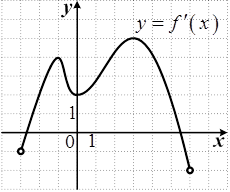 y
y = f'(x)
1
0 1
x